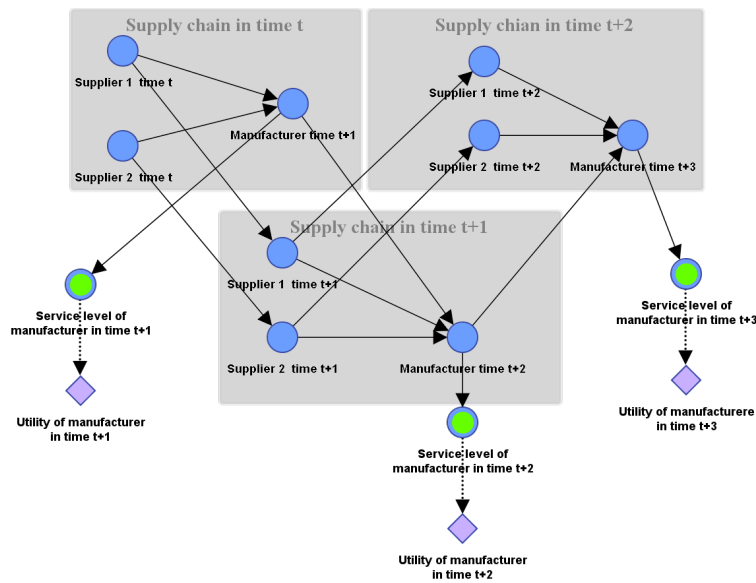 Supply chain in time t
Supplier 1 time t
Manufacturer time t+1
Supplier 2 time t
Supply chian in time t+2
Supplier 1 time t+2
Supplier 2 time t+2
Manufacturer time t+3
Supply chain in time t+1
Supplier 1 time t+1
Supplier 2 time t+1
Manufacturer time t+2
Service level of
manufacturer in time t+1
Utility of manufacturer
in time t+1
Service level of
manufacturer in time t+2
Utility of manufacturer
in time t+2
Service level of
manufacturer in time t+3
Utility of manufacturere
in time t+3